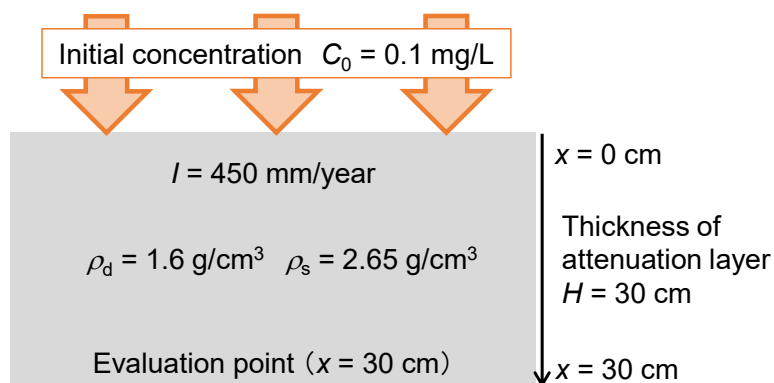 Initial concentration C₀ = 0.1 mg/L
x = 0 cm
I = 450 mm/year
Thickness of
attenuation layer
H = 30 cm
ρd = 1.6 g/cm³ ρs = 2.65 g/cm³
Evaluation point (x = 30 cm)
x = 30 cm